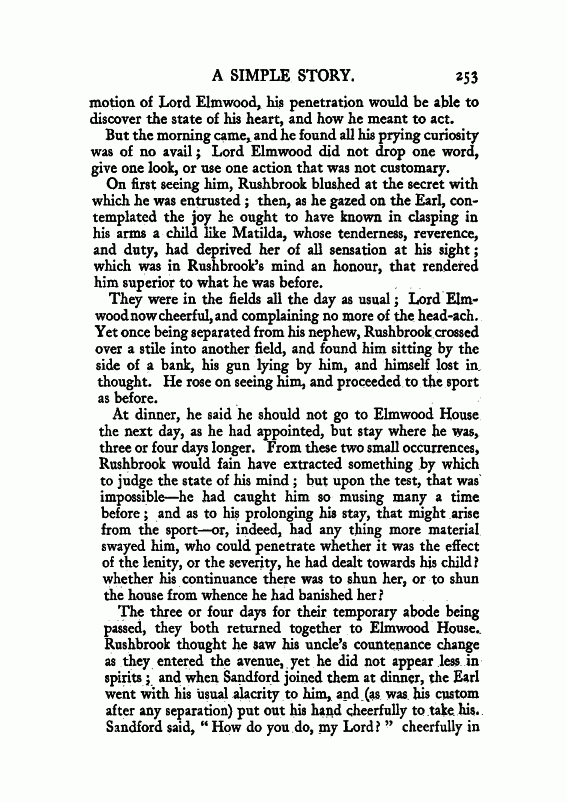 A SIMPLE STORY. 253
motion of Lord Elmwood, his penetration would be able to
discover the state of his heart, and how he meant to act.
But the morning came, and he found all his prying curiosity
was of no avail; Lord Elmwood did not drop one word,
give one look, or use one action that was not customary.
On first seeing him, Rushbrook blushed at the secret with
which he was entrusted; then, as he gazed on the Earl, con-
templated the joy he ought to have known in clasping in
his arms a child like Matilda, whose tenderness, reverence,
and duty, had deprived her of all sensation at his sight;
which was in Rushbrook's mind an honour, that rendered
him superior to what he was before.
They were in the fields all the day as usual; Lord Elm-
wood now cheerful, and complaining no more of the head-ach.
Yet once being separated from his nephew, Rushbrook crossed
over a stile into another field, and found him sitting by the
side of a bank, his gun lying by him, and himself lost in
thought. He rose on seeing him, and proceeded to the sport
as before.
At dinner, he said he should not go to Elmwood House
the next day, as he had appointed, but stay where he was,
three or four days longer. From these two small occurrences,
Rushbrook would fain have extracted something by which
to judge the state of his mind; but upon the test, that was
impossible—he had caught him so musing many a time
before; and as to his prolonging his stay, that might arise
from the sport—or, indeed, had any thing more material
swayed him, who could penetrate whether it was the effect
of the lenity, or the severity, he had dealt towards his child?
whether his continuance there was to shun her, or to shun
the house from whence he had banished her?
The three or four days for their temporary abode being
passed, they both returned together to Elmwood House.
Rushbrook thought he saw his uncle's countenance change
as they entered the avenue, yet he did not appear less in
spirits; and when Sandford joined them at dinner, the Earl
went with his usual alacrity to him, and (as was his custom
after any separation) put out his hand cheerfully to take his.
Sandford said, "How do you do, my Lord?" cheerfully in